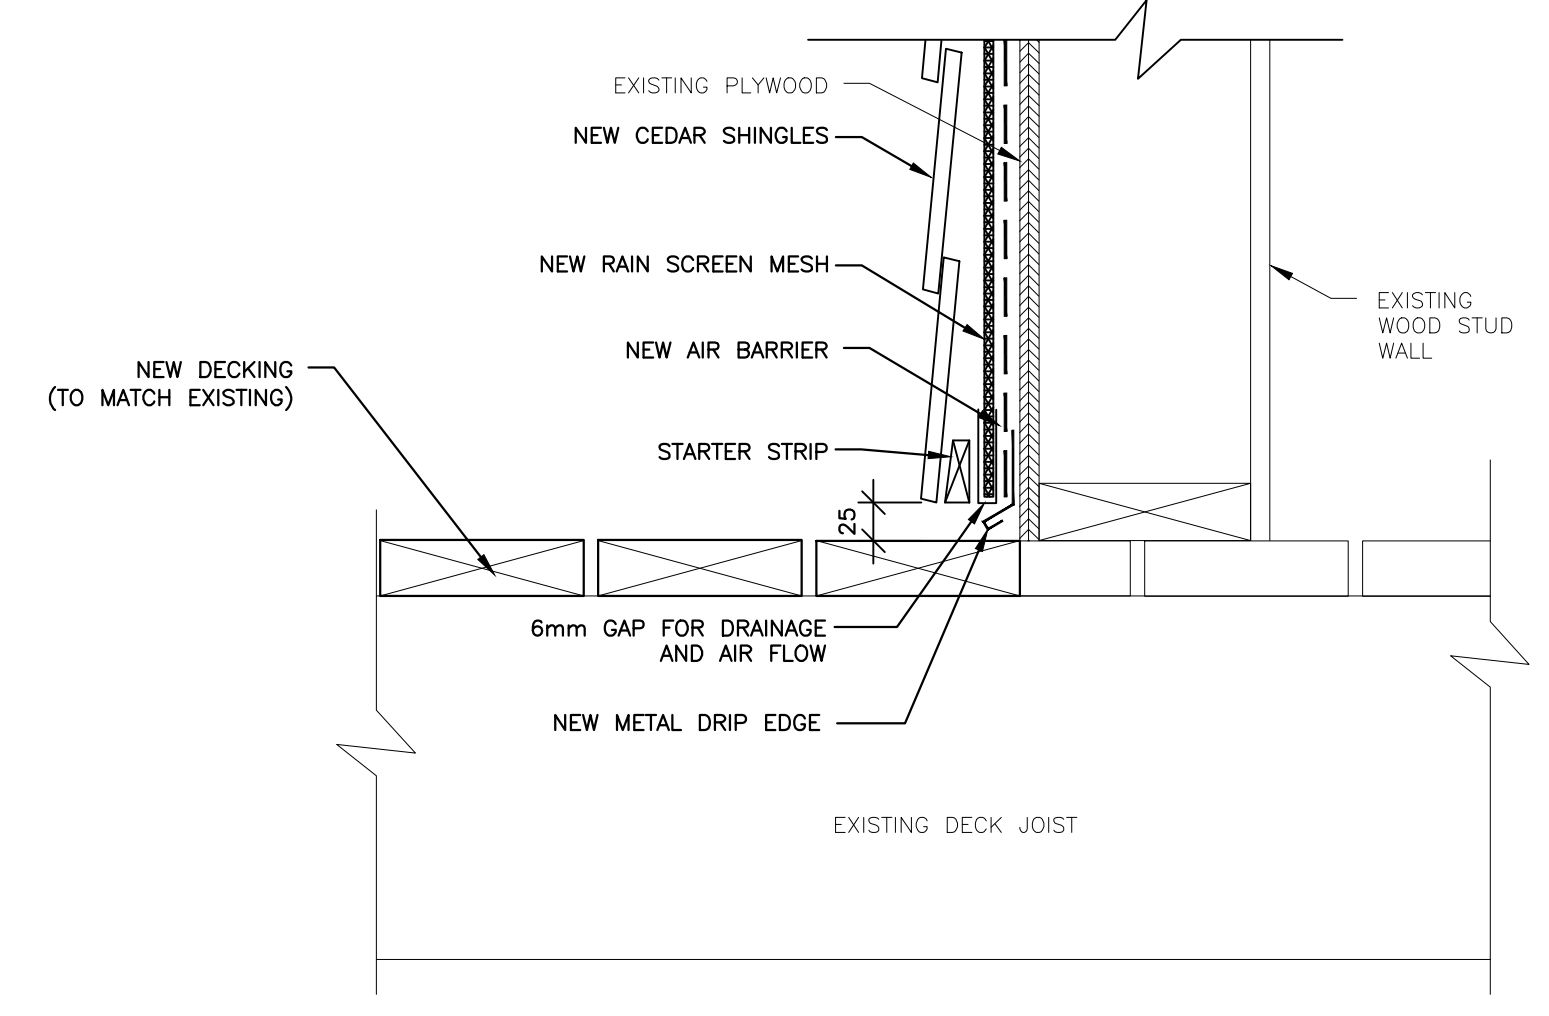 EXISTING PLYWOOD
NEW CEDAR SHINGLES
NEW RAIN SCREEN MESH
EXISTING
WOOD STUD
WALL
NEW AIR BARRIER
NEW DECKING
(TO MATCH EXISTING)
STARTER STRIP
25
6mm GAP FOR DRAINAGE
AND AIR FLOW
NEW METAL DRIP EDGE
EXISTING DECK JOIST